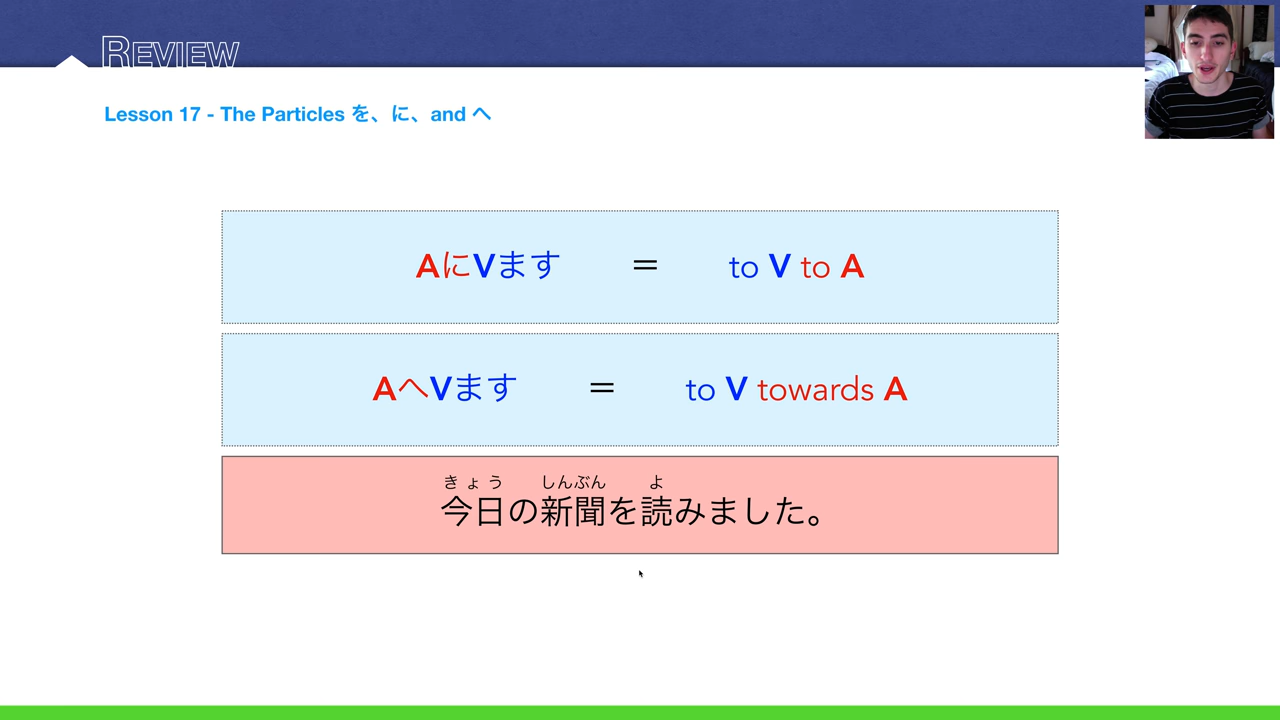 REVIEW
Lesson 17 - The Particles を、に、and へ
AにVます = to V to A
AへVます = to V towards A
きょう しんぶん よ
今日の新聞を読みました。